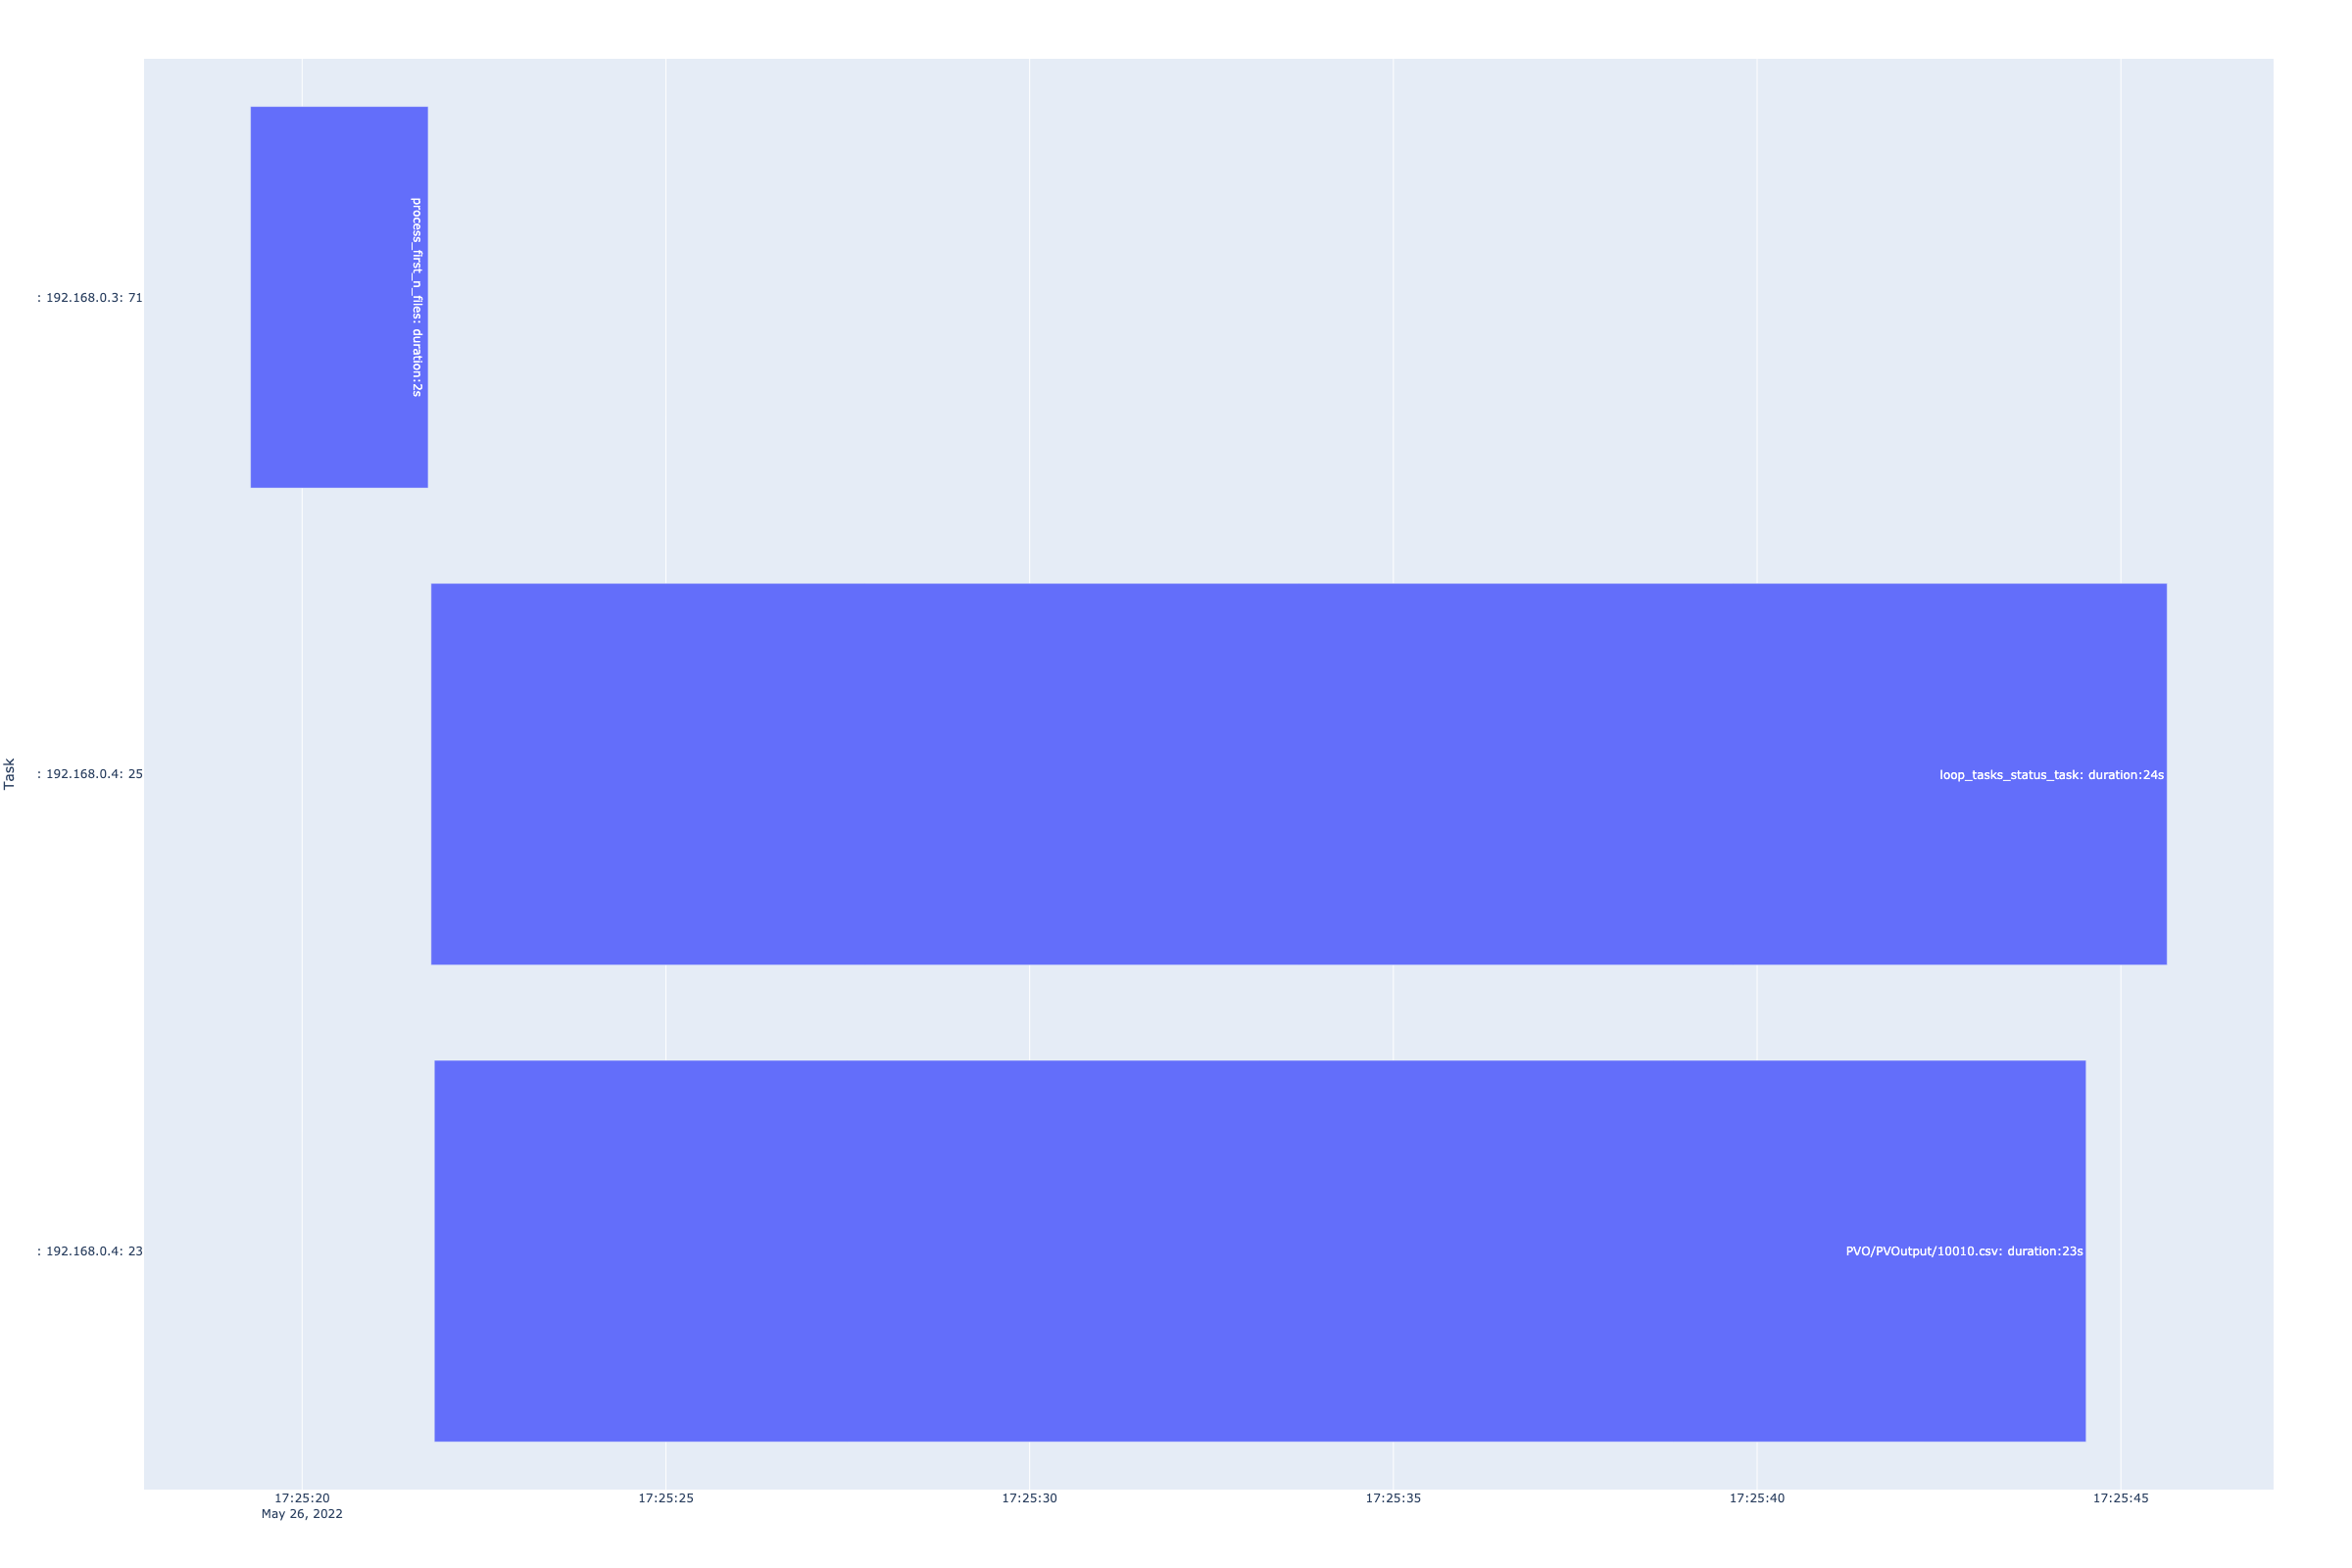 process_first_n_files: duration:2s
: 192.168.0.3: 71
Task
: 192.168.0.4: 25
loop_tasks_status_task: duration:24s
: 192.168.0.4: 23
PVO/PVOutput/10010.csv: duration:23s
17:25:20
May 26, 2022
17:25:25
17:25:30
17:25:35
17:25:40
17:25:45